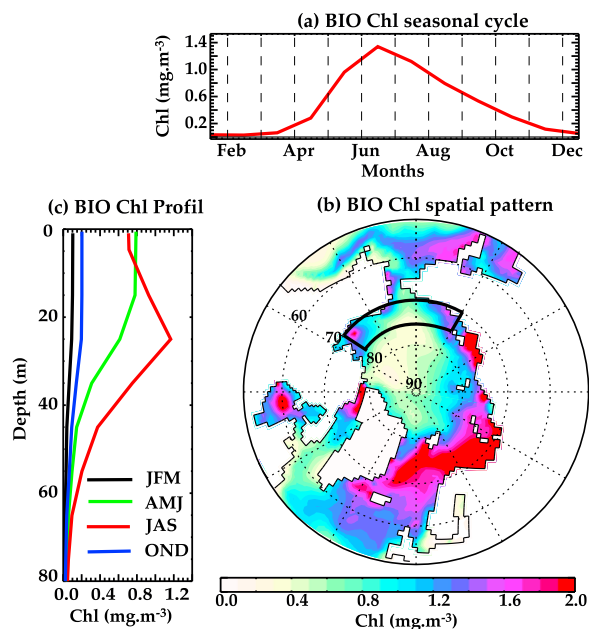 (a) BIO Chl seasonal cycle
1.4
1.0
0.6
0.2
Chl (mg.m-3)
Feb Apr Jun Aug Oct Dec
Months
(c) BIO Chl Profil
0
20
40
60
80
Depth (m)
JFM
AMJ
JAS
OND
0.0 0.4 0.8 1.2
Chl (mg.m-3)
(b) BIO Chl spatial pattern
60
70
80
90
0.0 0.4 0.8 1.2 1.6 2.0
Chl (mg.m-3)